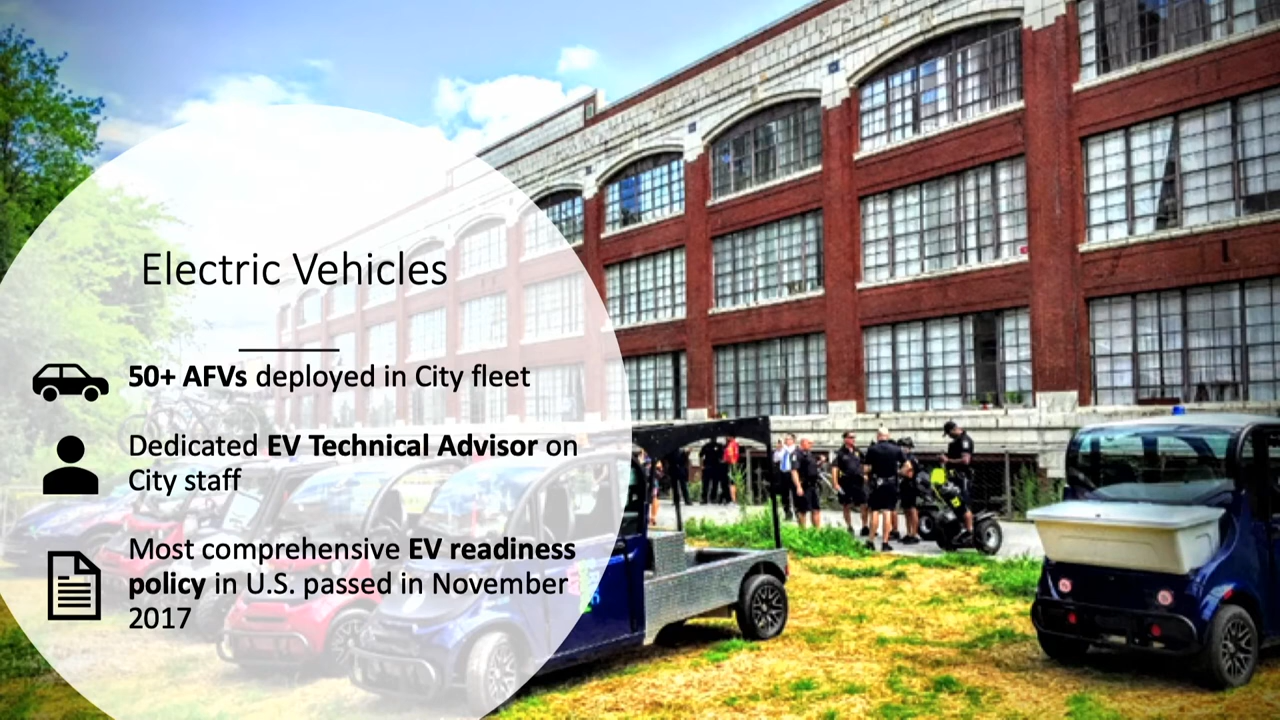 Electric Vehicles
50+ AFVs deployed in City fleet
Dedicated EV Technical Advisor on
City staff
Most comprehensive EV readiness
policy in U.S. passed in November
2017